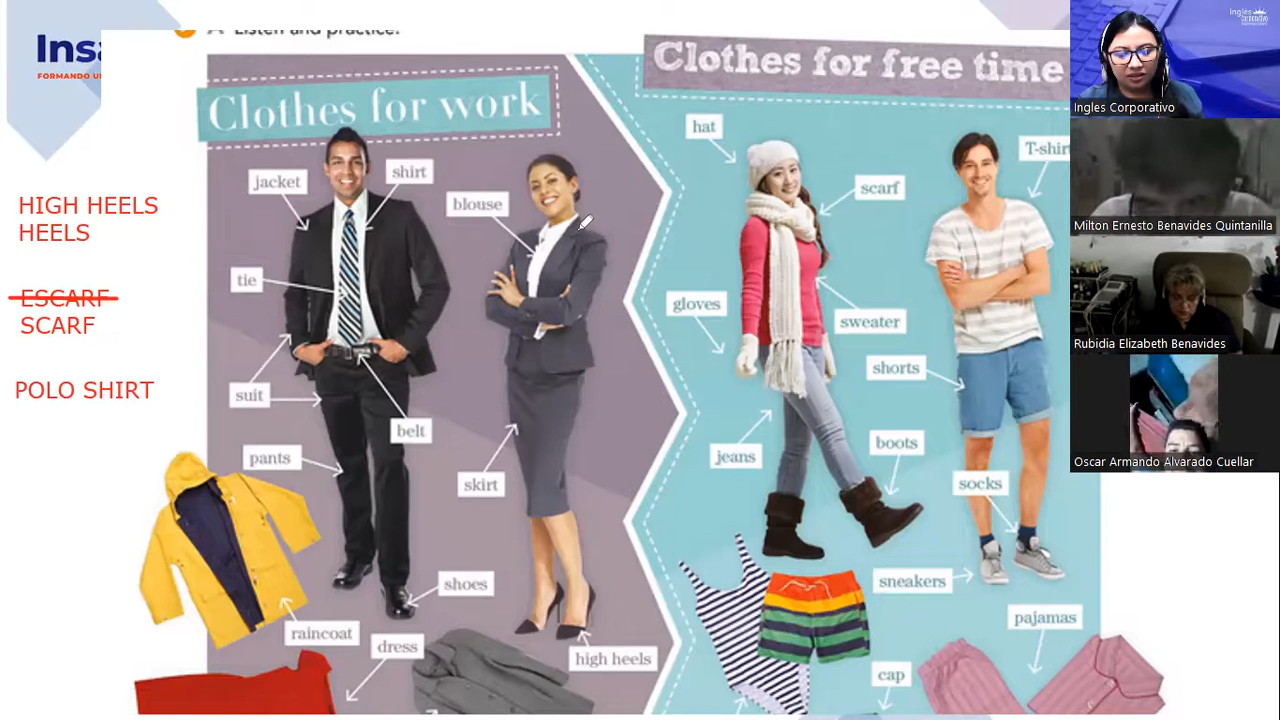 Listen and practice.
Clothes for work
Clothes for free time
HIGH HEELS
HEELS
ESCARF
SCARF
POLO SHIRT
jacket
shirt
blouse
tie
suit
belt
pants
skirt
shoes
raincoat
dress
high heels
hat
scarf
T-shirt
gloves
sweater
shorts
jeans
boots
socks
sneakers
pajamas
cap
Ingles Corporativo
Milton Ernesto Benavides Quintanilla
Rubidia Elizabeth Benavides
Oscar Armando Alvarado Cuellar